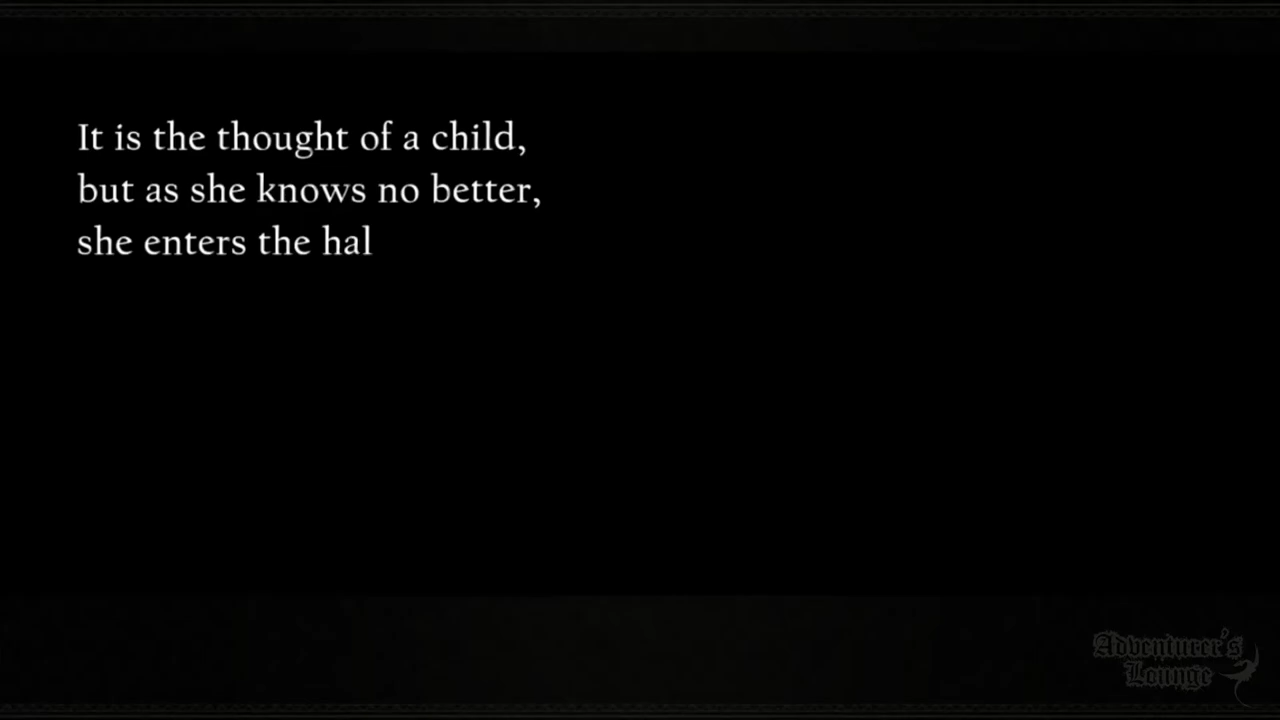 It is the thought of a child,
but as she knows no better,
she enters the hal
Adventurer's
Lounge